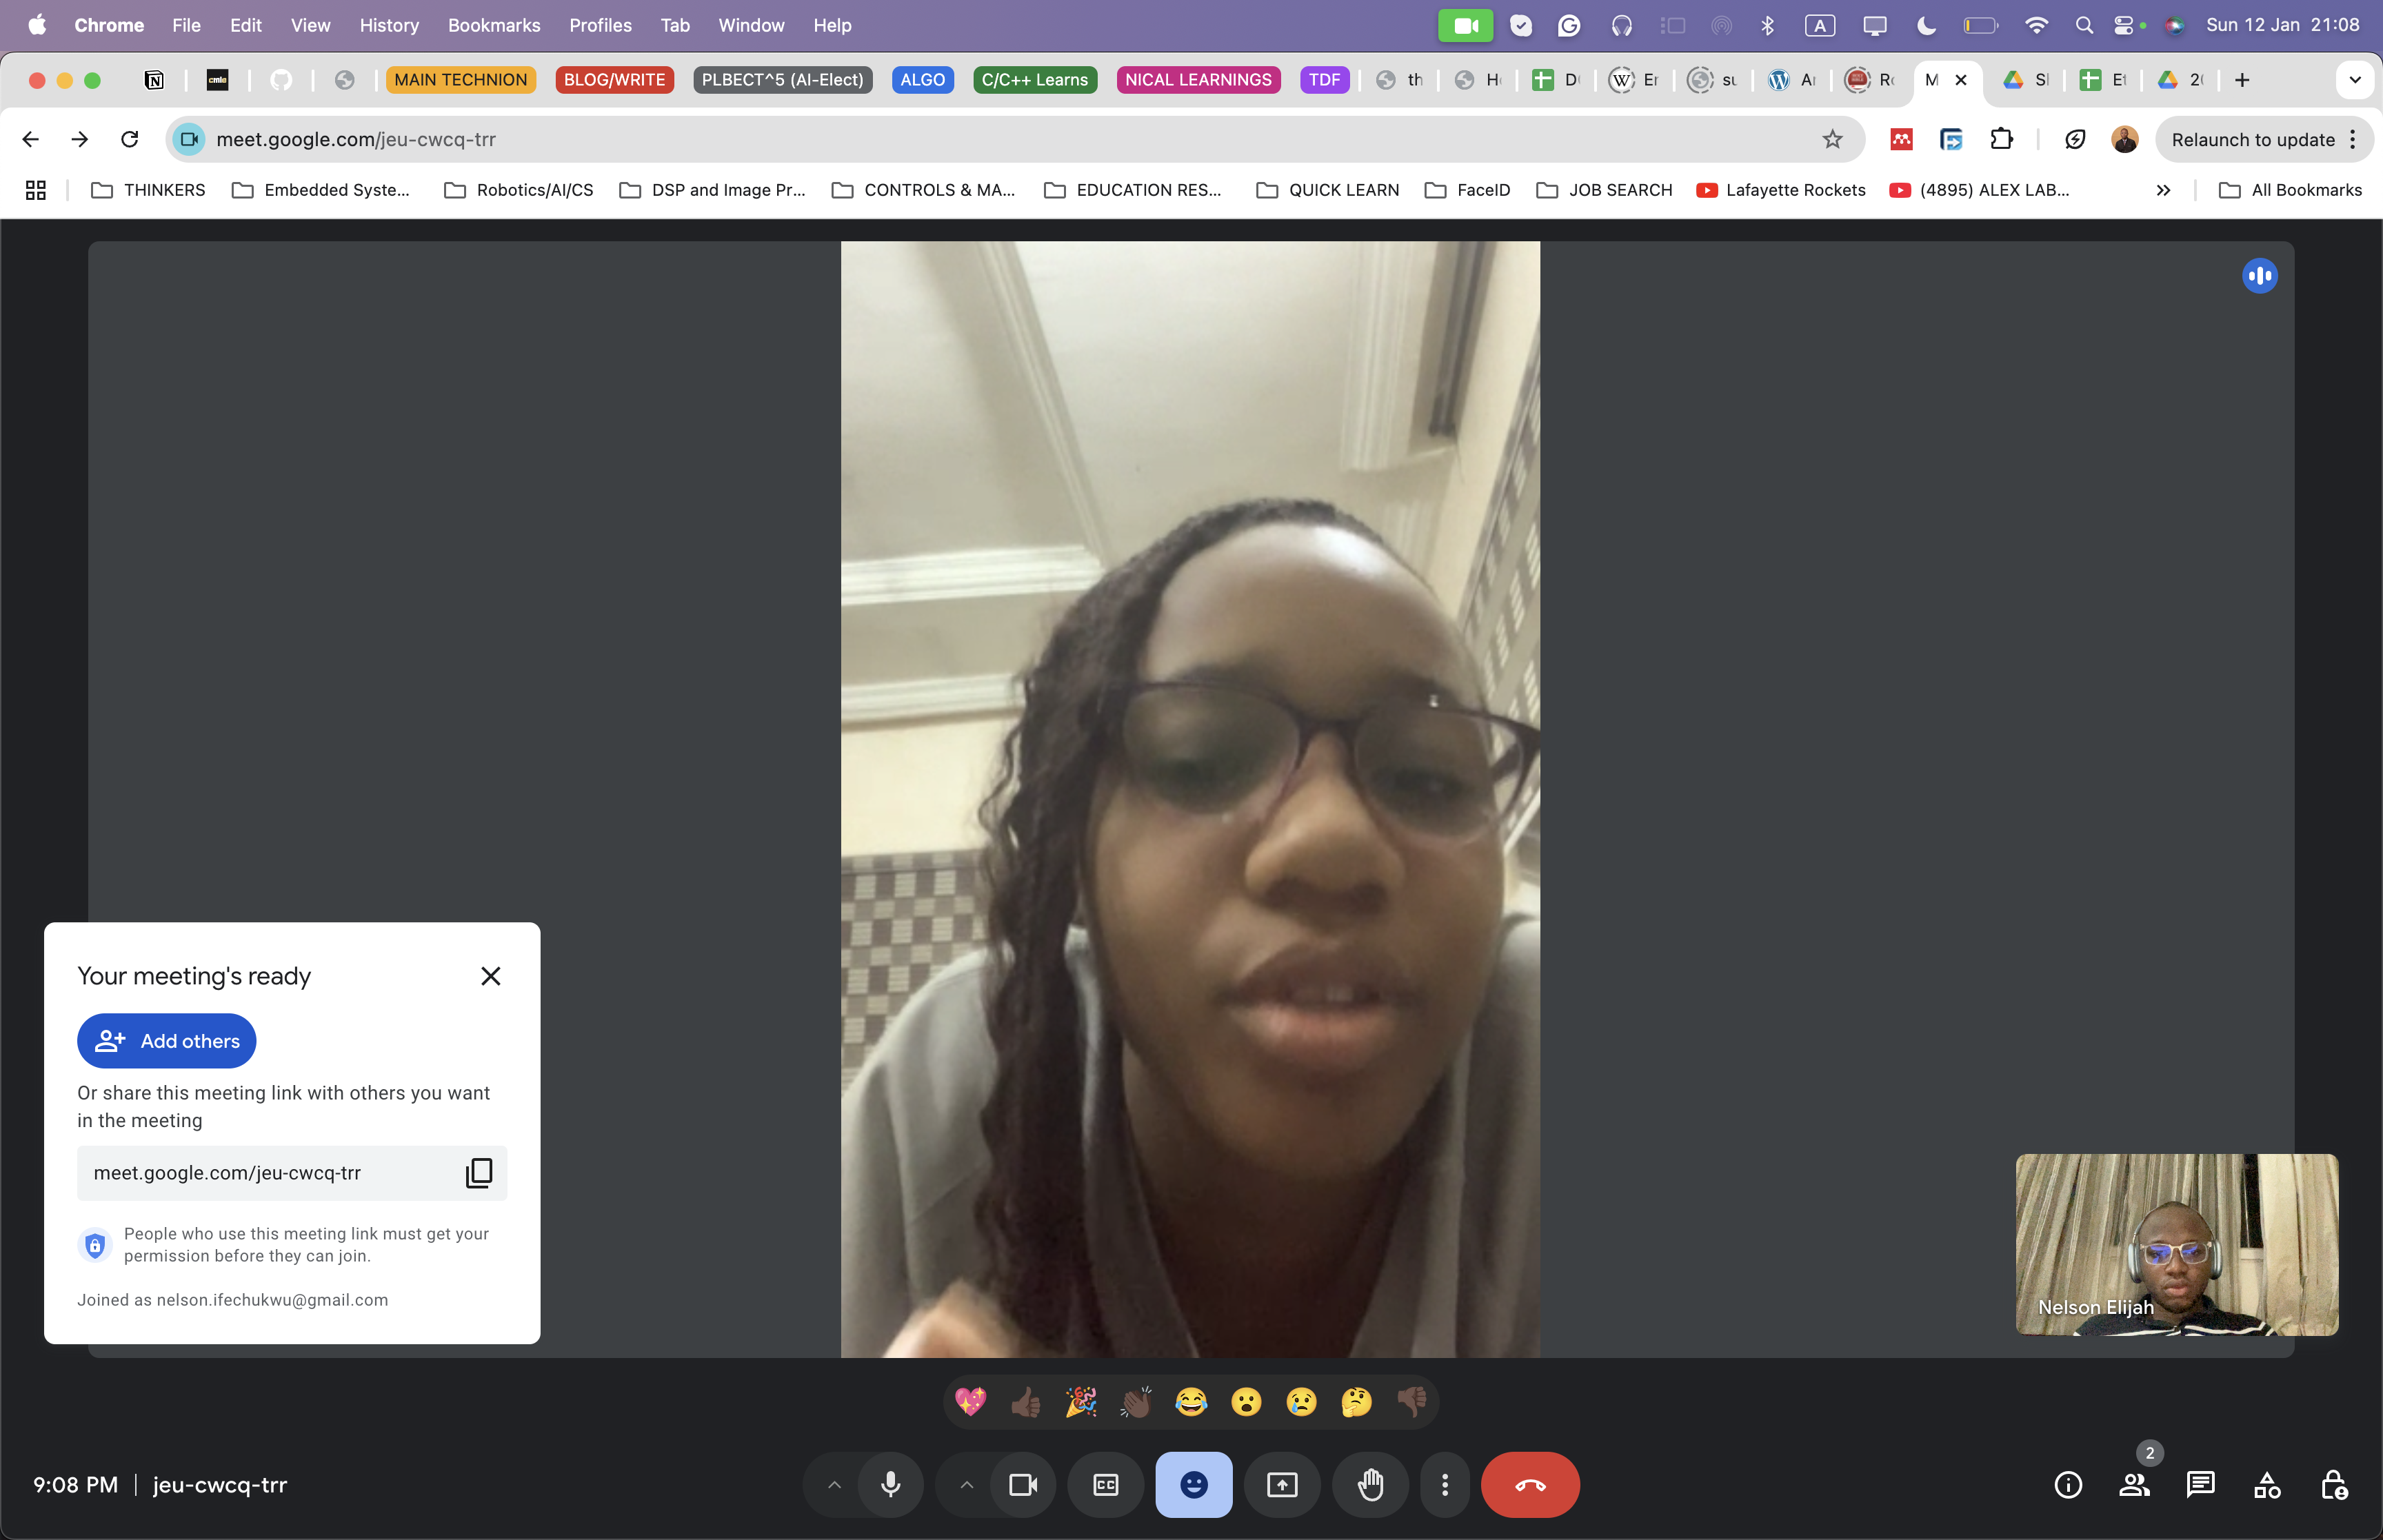 Chrome File Edit View History Bookmarks Profiles Tab Window Help A Sun 12 Jan 21:08
cmle MAIN TECHNION BLOG/WRITE PLBECT^5 (AI-Elect) ALGO C/C++ Learns NICAL LEARNINGS TDF th H D W Er su A R M S E 2
meet.google.com/jeu-cwcq-trr Relaunch to update
THINKERS Embedded Syste... Robotics/AI/CS DSP and Image Pr... CONTROLS & MA... EDUCATION RES... QUICK LEARN FaceID JOB SEARCH Lafayette Rockets (4895) ALEX LAB... All Bookmarks
Your meeting's ready
Add others
Or share this meeting link with others you want
in the meeting
meet.google.com/jeu-cwcq-trr
People who use this meeting link must get your
permission before they can join.
Joined as nelson.ifechukwu@gmail.com
Nelson Elijah
9:08 PM | jeu-cwcq-trr CC 2